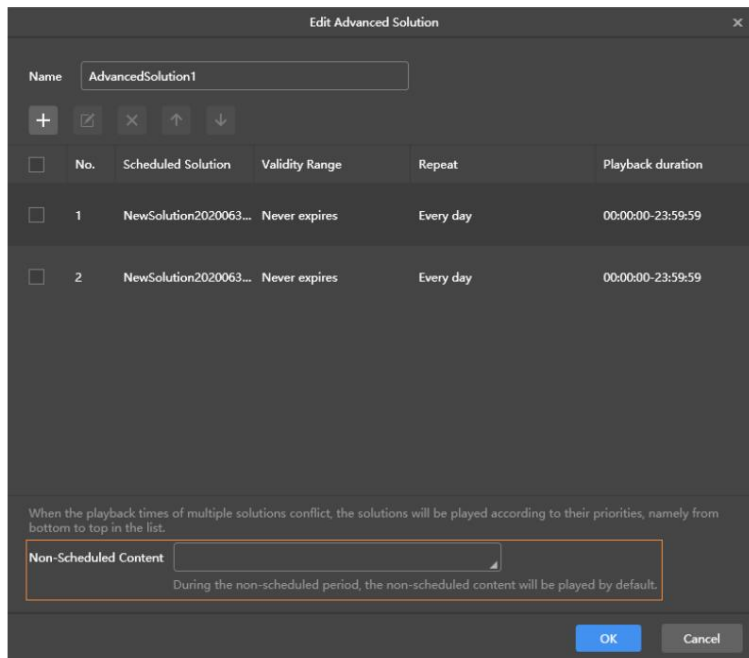 Edit Advanced Solution
Name AdvancedSolution1
No. Scheduled Solution Validity Range Repeat Playback duration
1 NewSolution2020063... Never expires Every day 00:00:00-23:59:59
2 NewSolution2020063... Never expires Every day 00:00:00-23:59:59
When the playback times of multiple solutions conflict, the solutions will be played according to their priorities, namely from
bottom to top in the list.
Non-Scheduled Content
During the non-scheduled period, the non-scheduled content will be played by default.
OK Cancel